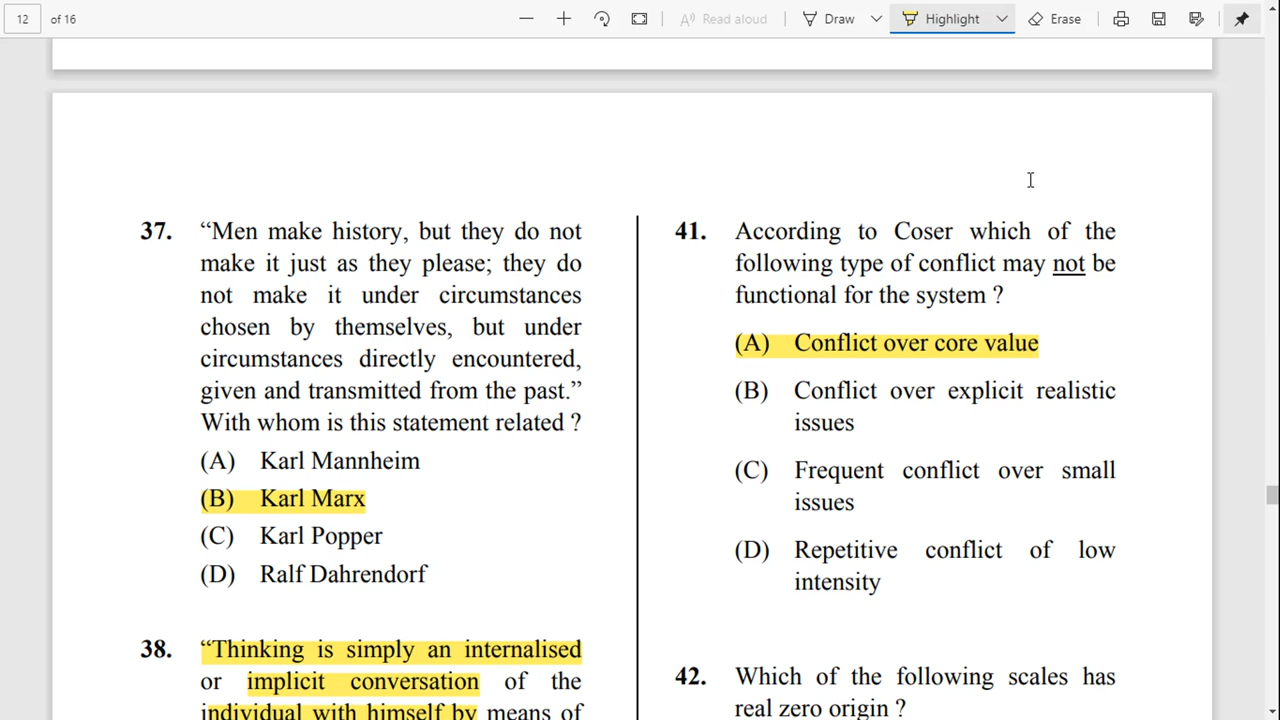 12 of 16
Read aloud
Draw
Highlight
Erase
37. “Men make history, but they do not
make it just as they please; they do
not make it under circumstances
chosen by themselves, but under
circumstances directly encountered,
given and transmitted from the past.”
With whom is this statement related ?
(A) Karl Mannheim
(B) Karl Marx
(C) Karl Popper
(D) Ralf Dahrendorf
38. “Thinking is simply an internalised
or implicit conversation of the
individual with himself by means of
41. According to Coser which of the
following type of conflict may not be
functional for the system ?
(A) Conflict over core value
(B) Conflict over explicit realistic
issues
(C) Frequent conflict over small
issues
(D) Repetitive conflict of low
intensity
42. Which of the following scales has
real zero origin ?